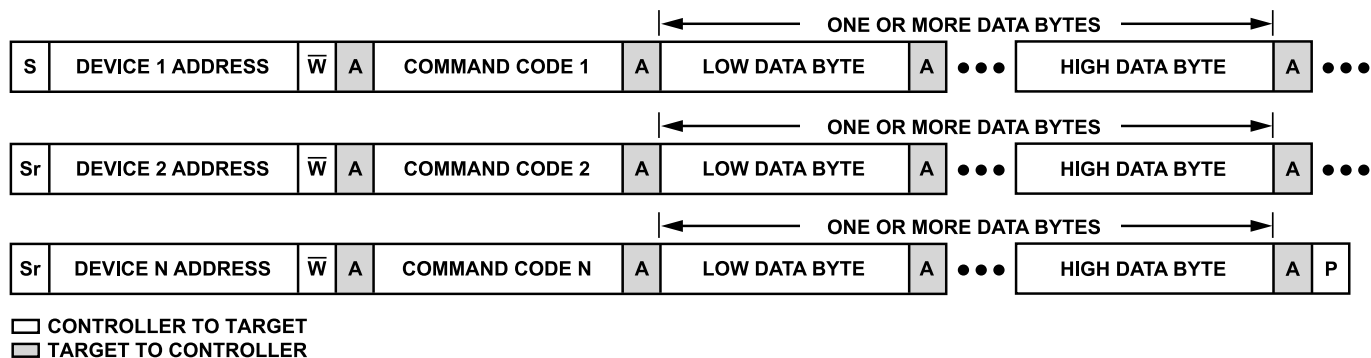 ONE OR MORE DATA BYTES
S DEVICE 1 ADDRESS W̅ A COMMAND CODE 1 A LOW DATA BYTE A ●●● HIGH DATA BYTE A ●●●
ONE OR MORE DATA BYTES
Sr DEVICE 2 ADDRESS W̅ A COMMAND CODE 2 A LOW DATA BYTE A ●●● HIGH DATA BYTE A ●●●
ONE OR MORE DATA BYTES
Sr DEVICE N ADDRESS W̅ A COMMAND CODE N A LOW DATA BYTE A ●●● HIGH DATA BYTE A P
CONTROLLER TO TARGET
TARGET TO CONTROLLER